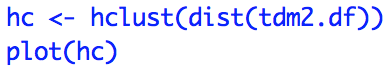 hc <- hclust(dist(tdm2.df))
plot(hc)